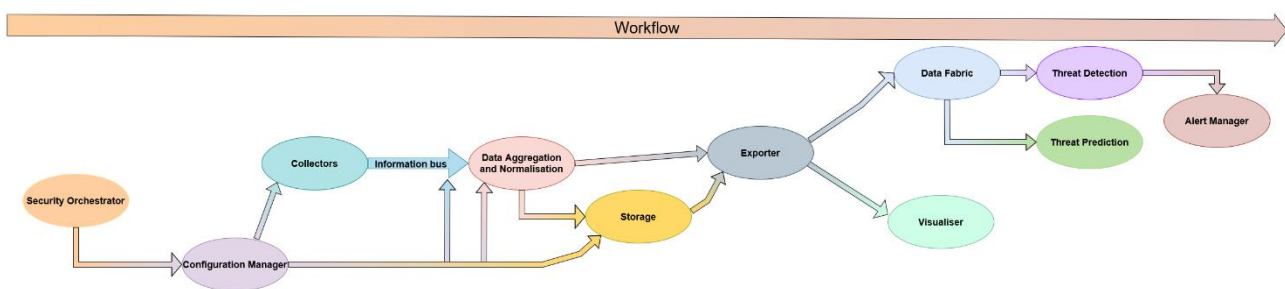 Workflow
Security Orchestrator
Configuration Manager
Collectors
Information bus
Data Aggregation
and Normalisation
Storage
Exporter
Data Fabric
Visualiser
Threat Detection
Threat Prediction
Alert Manager